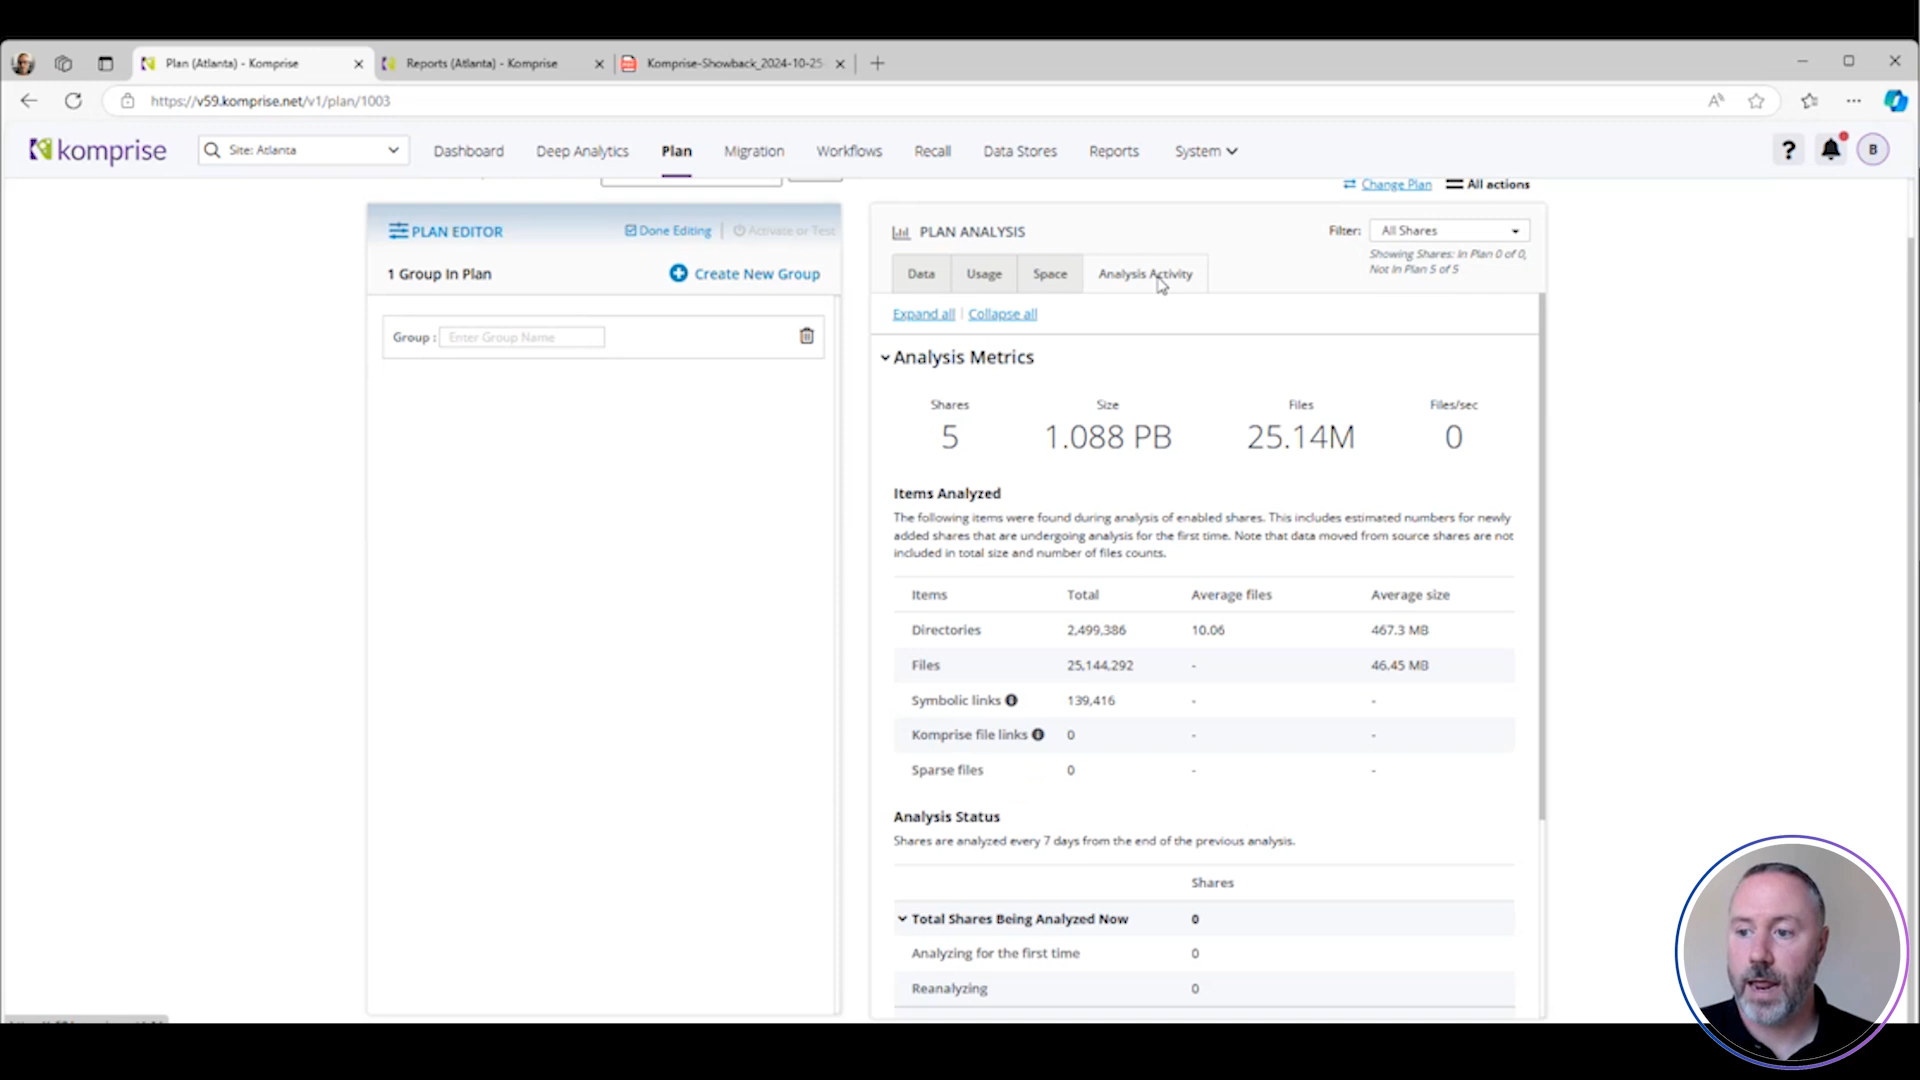 Plan (Atlanta) - Komprise
Reports (Atlanta) - Komprise
Komprise-Showback_2024-10-25
https://v59.komprise.net/v1/plan/1003
komprise
Site: Atlanta
Dashboard
Deep Analytics
Plan
Migration
Workflows
Recall
Data Stores
Reports
System
?
B
Change Plan
All actions
PLAN EDITOR
Done Editing
Activate or Test
1 Group In Plan
Create New Group
Group :
Enter Group Name
PLAN ANALYSIS
Filter:
All Shares
Showing Shares: In Plan 0 of 0,
Not In Plan 5 of 5
Data
Usage
Space
Analysis Activity
Expand all | Collapse all
Analysis Metrics
Shares
Size
Files
Files/sec
5
1.088 PB
25.14M
0
Items Analyzed
The following items were found during analysis of enabled shares. This includes estimated numbers for newly
added shares that are undergoing analysis for the first time. Note that data moved from source shares are not
included in total size and number of files counts.
Items Total Average files Average size
Directories 2,499,386 10.06 467.3 MB
Files 25,144,292 - 46.45 MB
Symbolic links 139,416 - -
Komprise file links 0 - -
Sparse files 0 - -
Analysis Status
Shares are analyzed every 7 days from the end of the previous analysis.
Shares
Total Shares Being Analyzed Now 0
Analyzing for the first time 0
Reanalyzing 0